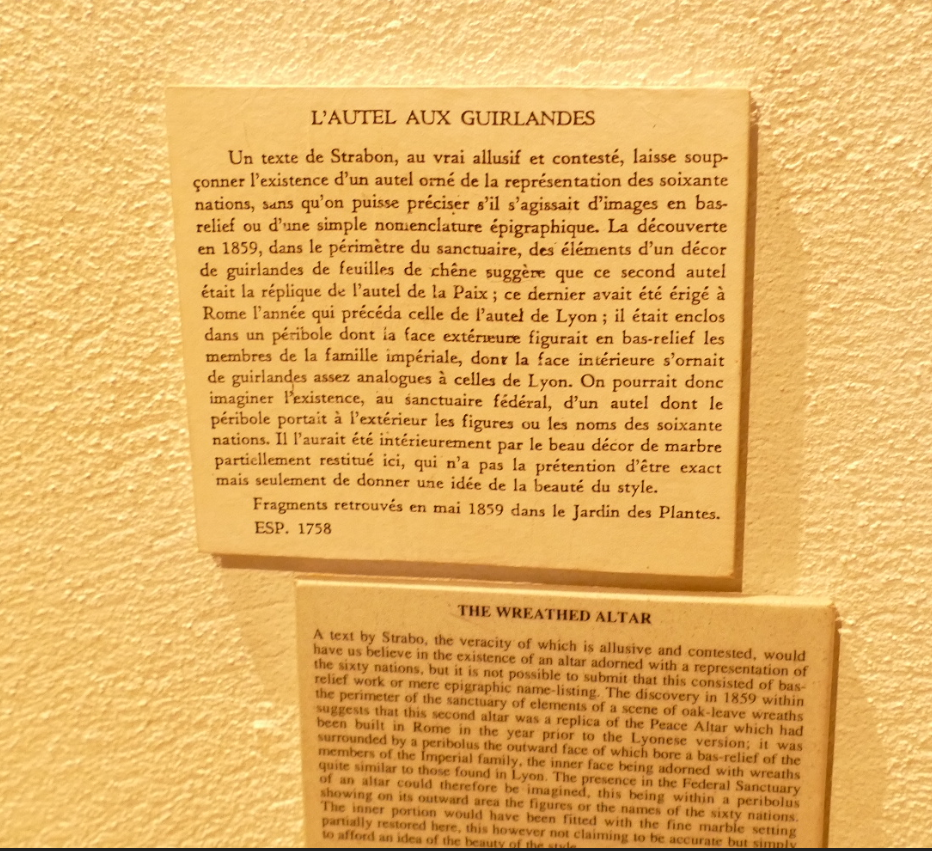 L'AUTEL AUX GUIRLANDES
Un texte de Strabon, au vrai allusif et contesté, laisse soup-
çonner l'existence d'un autel orné de la représentation des soixante
nations, sans qu'on puisse préciser s'il s'agissait d'images en bas-
relief ou d'une simple nomenclature épigraphique. La découverte
en 1859, dans le périmètre du sanctuaire, des éléments d'un décor
de guirlandes de feuilles de chêne suggère que ce second autel
était la réplique de l'autel de la Paix ; ce dernier avait été érigé à
Rome l'année qui précéda celle de l'autel de Lyon ; il était enclos
dans un péribole dont la face extérieure figurait en bas-relief les
membres de la famille impériale, dont la face intérieure s'ornait
de guirlandes assez analogues à celles de Lyon. On pourrait donc
imaginer l'existence, au sanctuaire fédéral, d'un autel dont le
péribole portait à l'extérieur les figures ou les noms des soixante
nations. Il l'aurait été intérieurement par le beau décor de marbre
partiellement restitué ici, qui n'a pas la prétention d'être exact
mais seulement de donner une idée de la beauté du style.
Fragments retrouvés en mai 1859 dans le Jardin des Plantes.
ESP. 1758
THE WREATHED ALTAR
A text by Strabo, the veracity of which is allusive and contested, would
have us believe in the existence of an altar adorned with a representation of
the sixty nations, but it is not possible to submit that this consisted of bas-
relief work or mere epigraphic name-listing. The discovery in 1859 within
the perimeter of the sanctuary of elements of a scene of oak-leave wreaths
suggests that this second altar was a replica of the Peace Altar which had
been built in Rome in the year prior to the Lyonese version; it was
surrounded by a peribolus the outward face of which bore a bas-relief of the
members of the Imperial family, the inner face being adorned with wreaths
quite similar to those found in Lyon. The presence in the Federal Sanctuary
of an altar could therefore be imagined, this being within a peribolus
showing on its outward area the figures or the names of the sixty nations.
The inner portion would have been fitted with the fine marble setting
partially restored here, this however not claiming to be accurate but simply
to afford an idea of the beauty of the style